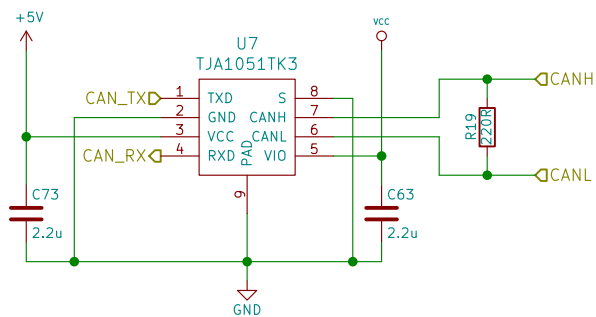 +5V
vcc
U7
TJA1051TK3
CAN_TX 1 TXD S 8
2 GND CANH 7
3 VCC CANL 6
CAN_RX 4 RXD VIO 5
PAD
9
CANH
R19
220R
CANL
C73
2.2u
C63
2.2u
GND